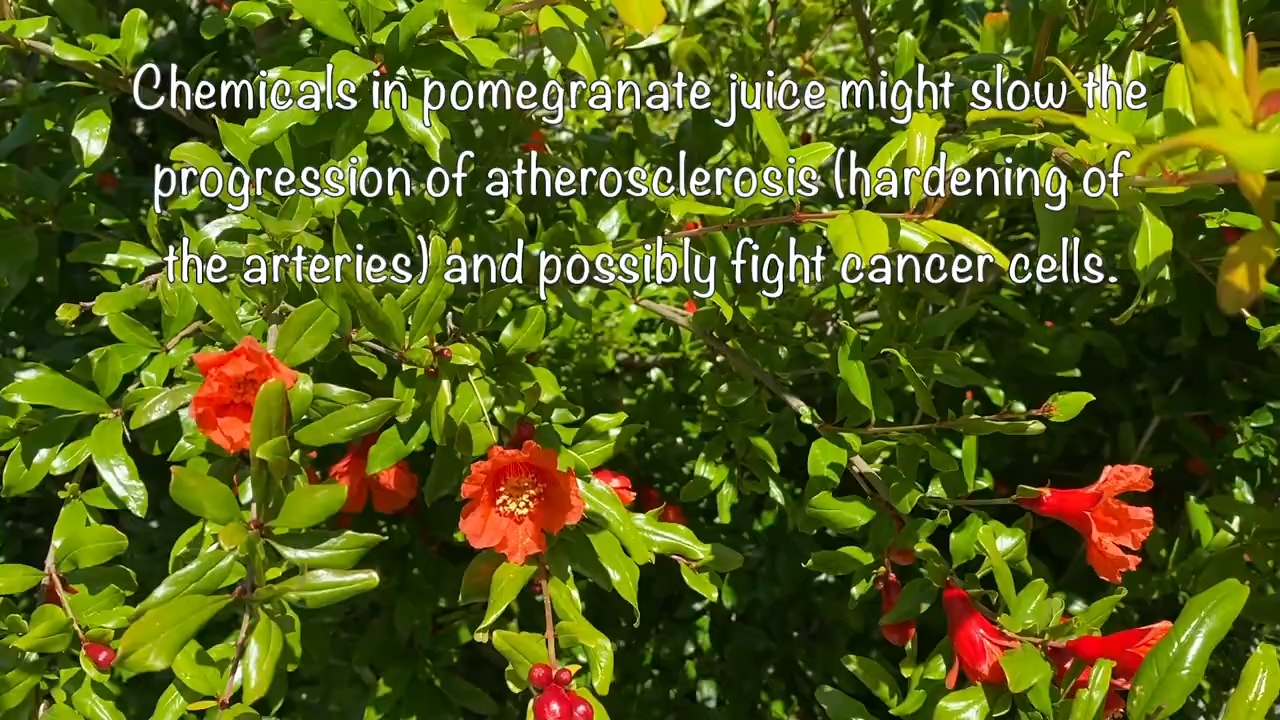 Chemicals in pomegranate juice might slow the
progression of atherosclerosis (hardening of
the arteries) and possibly fight cancer cells.